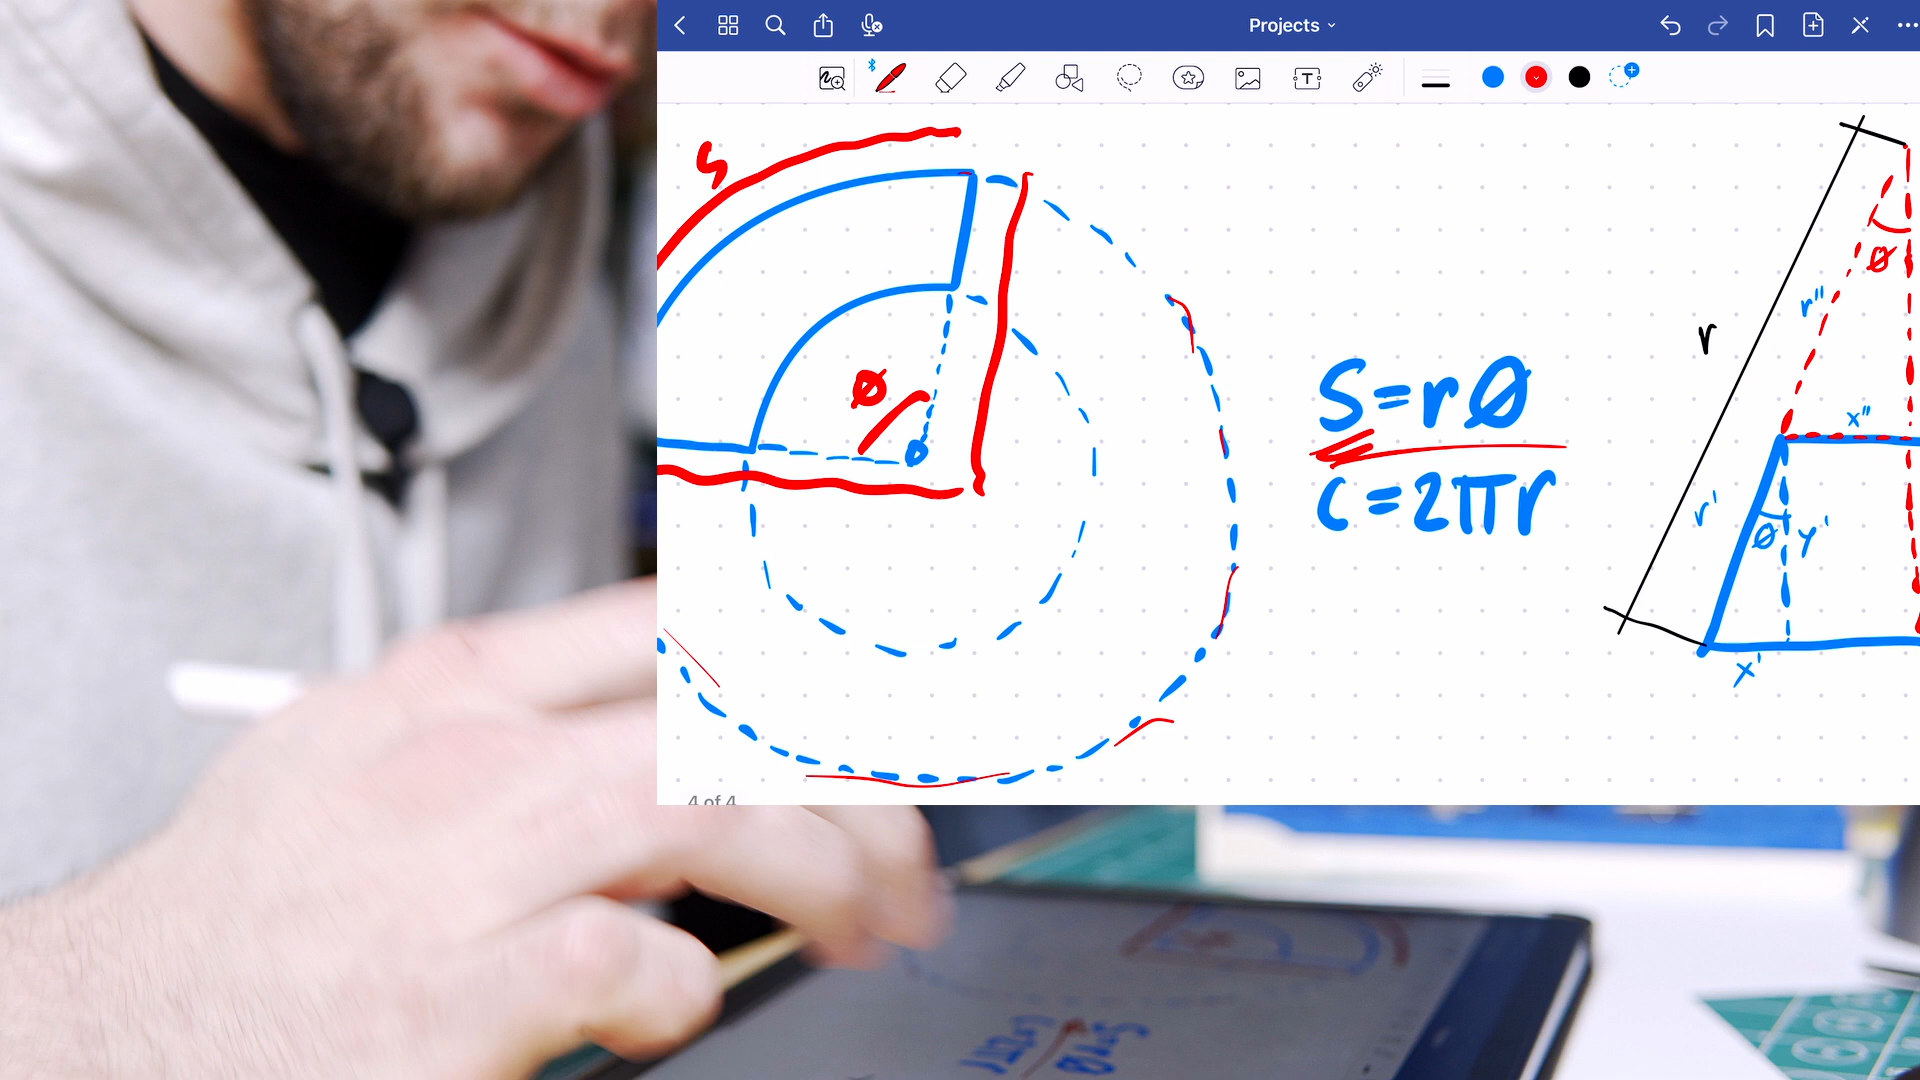 Projects
T
S
Ø
S=rØ
C=2πr
r
r"
Ø
x"
r'
Ø
y'
x'
4 of 4